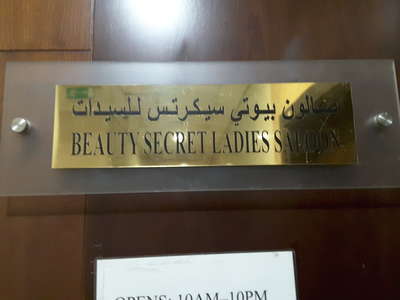 صالون بيوتي سيكرتس للسيدات
BEAUTY SECRET LADIES SALOON
OPENS: 10AM-10PM